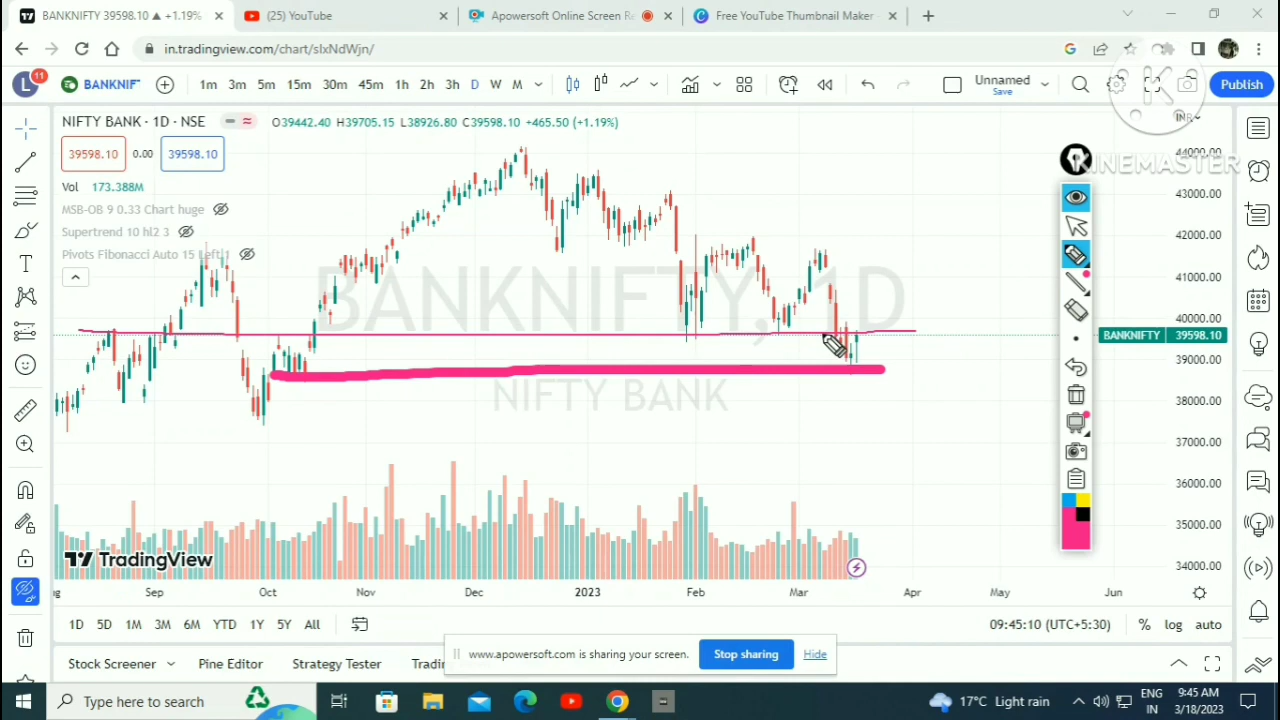 BANKNIFTY 39598.10 ▲ +1.19%
(25) YouTube
Apowersoft Online Screen Re
Free YouTube Thumbnail Maker -
in.tradingview.com/chart/slxNdWjn/
L
11
BANKNIF
1m 3m 5m 15m 30m 45m 1h 2h 3h D W M
Unnamed
Save
Publish
NIFTY BANK · 1D · NSE
O39442.40 H39705.15 L38926.80 C39598.10 +465.50 (+1.19%)
INR
K
KINEMASTER
39598.10 0.00 39598.10
Vol 173.388M
MSB-OB 9 0.33 Chart huge
Supertrend 10 hl2 3
Pivots Fibonacci Auto 15 Left 1
BANKNIFTY, 1D
NIFTY BANK
44000.00
43000.00
42000.00
41000.00
40000.00
BANKNIFTY 39598.10
39000.00
38000.00
37000.00
36000.00
35000.00
34000.00
TradingView
Sep Oct Nov Dec 2023 Feb Mar Apr May Jun
1D 5D 1M 3M 6M YTD 1Y 5Y All
09:45:10 (UTC+5:30) % log auto
www.apowersoft.com is sharing your screen. Stop sharing Hide
Stock Screener Pine Editor Strategy Tester
Type here to search
17°C Light rain
ENG
IN
9:45 AM
3/18/2023